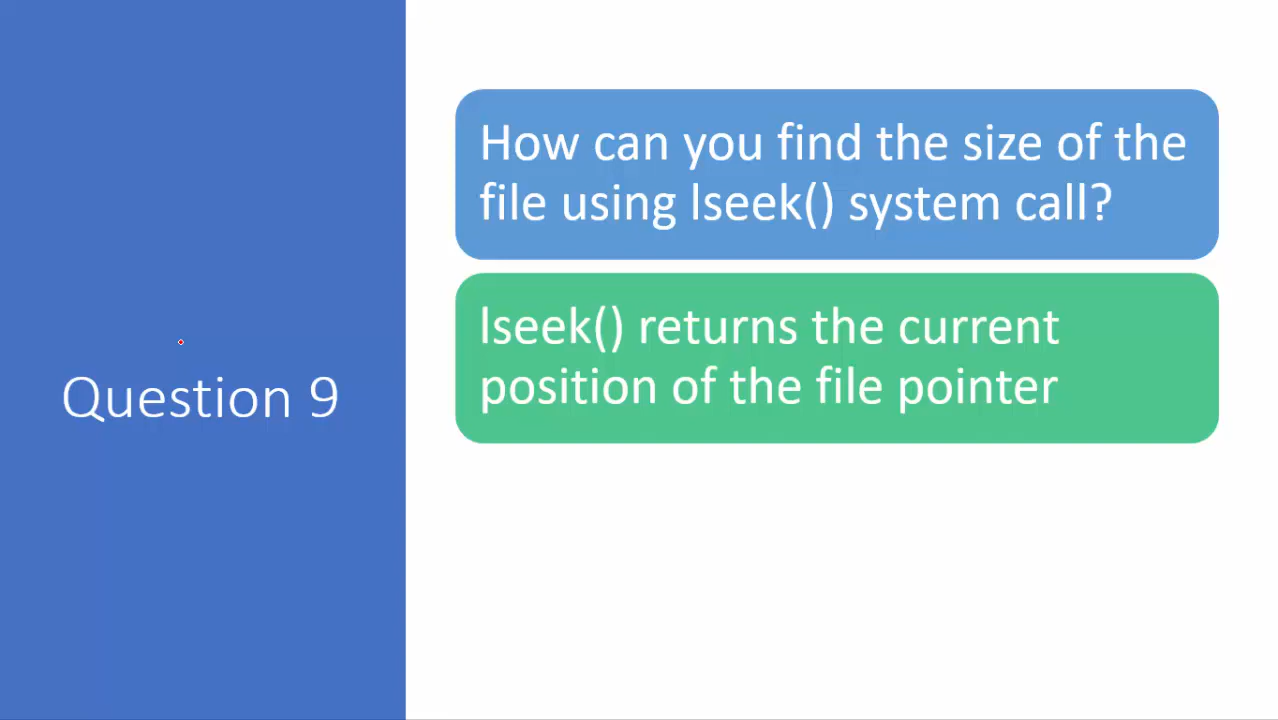 Question 9
How can you find the size of the
file using lseek() system call?
lseek() returns the current
position of the file pointer